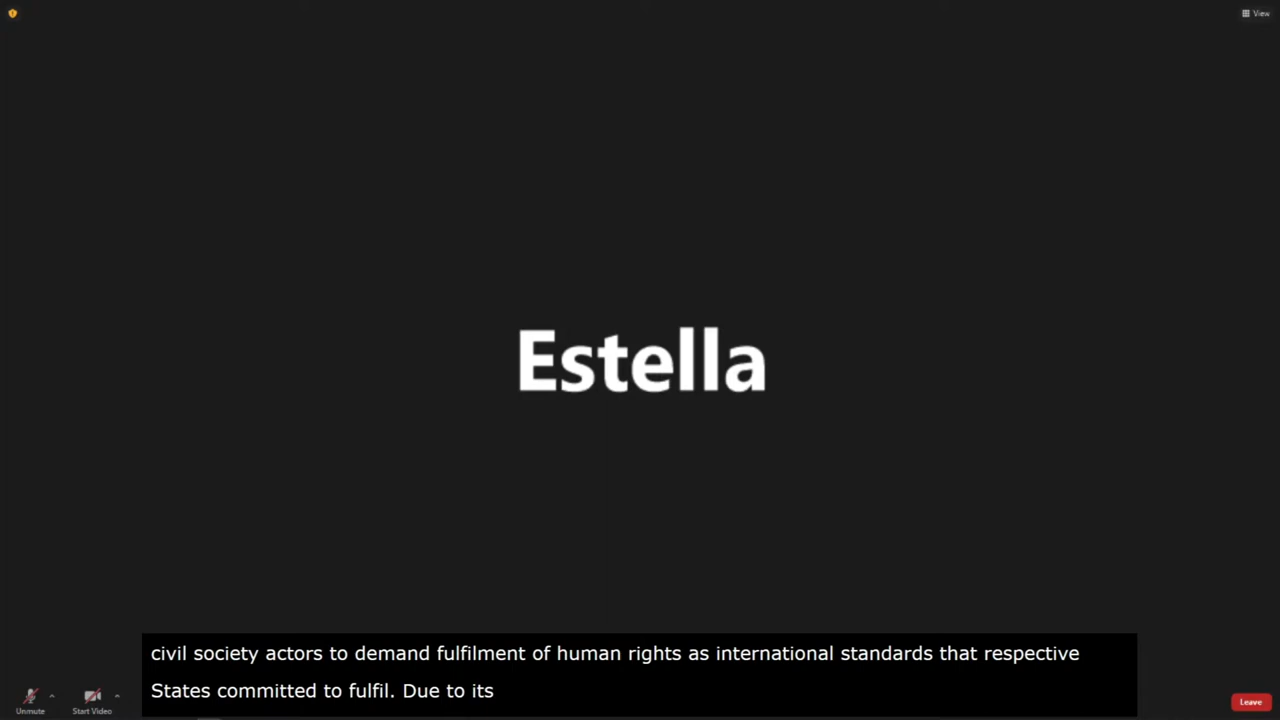 View
Estella
civil society actors to demand fulfilment of human rights as international standards that respective
States committed to fulfil. Due to its
Unmute
Start Video
Leave